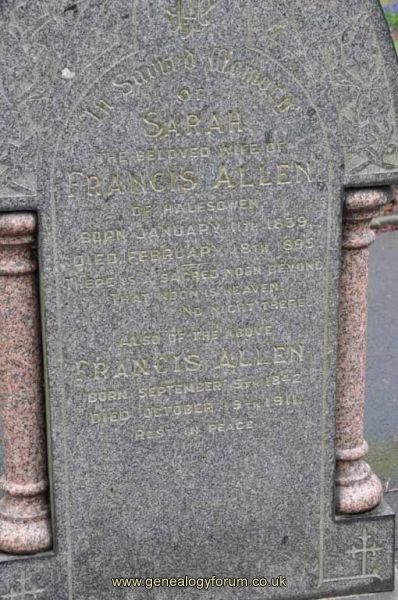 In Sacred Memory
OF
SARAH
THE BELOVED WIFE OF
FRANCIS ALLEN
OF HALESOWEN
BORN JANUARY 11TH 1839
DIED FEBRUARY 18TH 1895
THERE IS A SACRED NOON BEYOND
THAT NOON IS HEAVEN
NO NIGHT THERE
ALSO OF THE ABOVE
FRANCIS ALLEN
BORN SEPTEMBER 5TH 1842
DIED OCTOBER 19TH 1911
REST IN PEACE
www.genealogyforum.co.uk